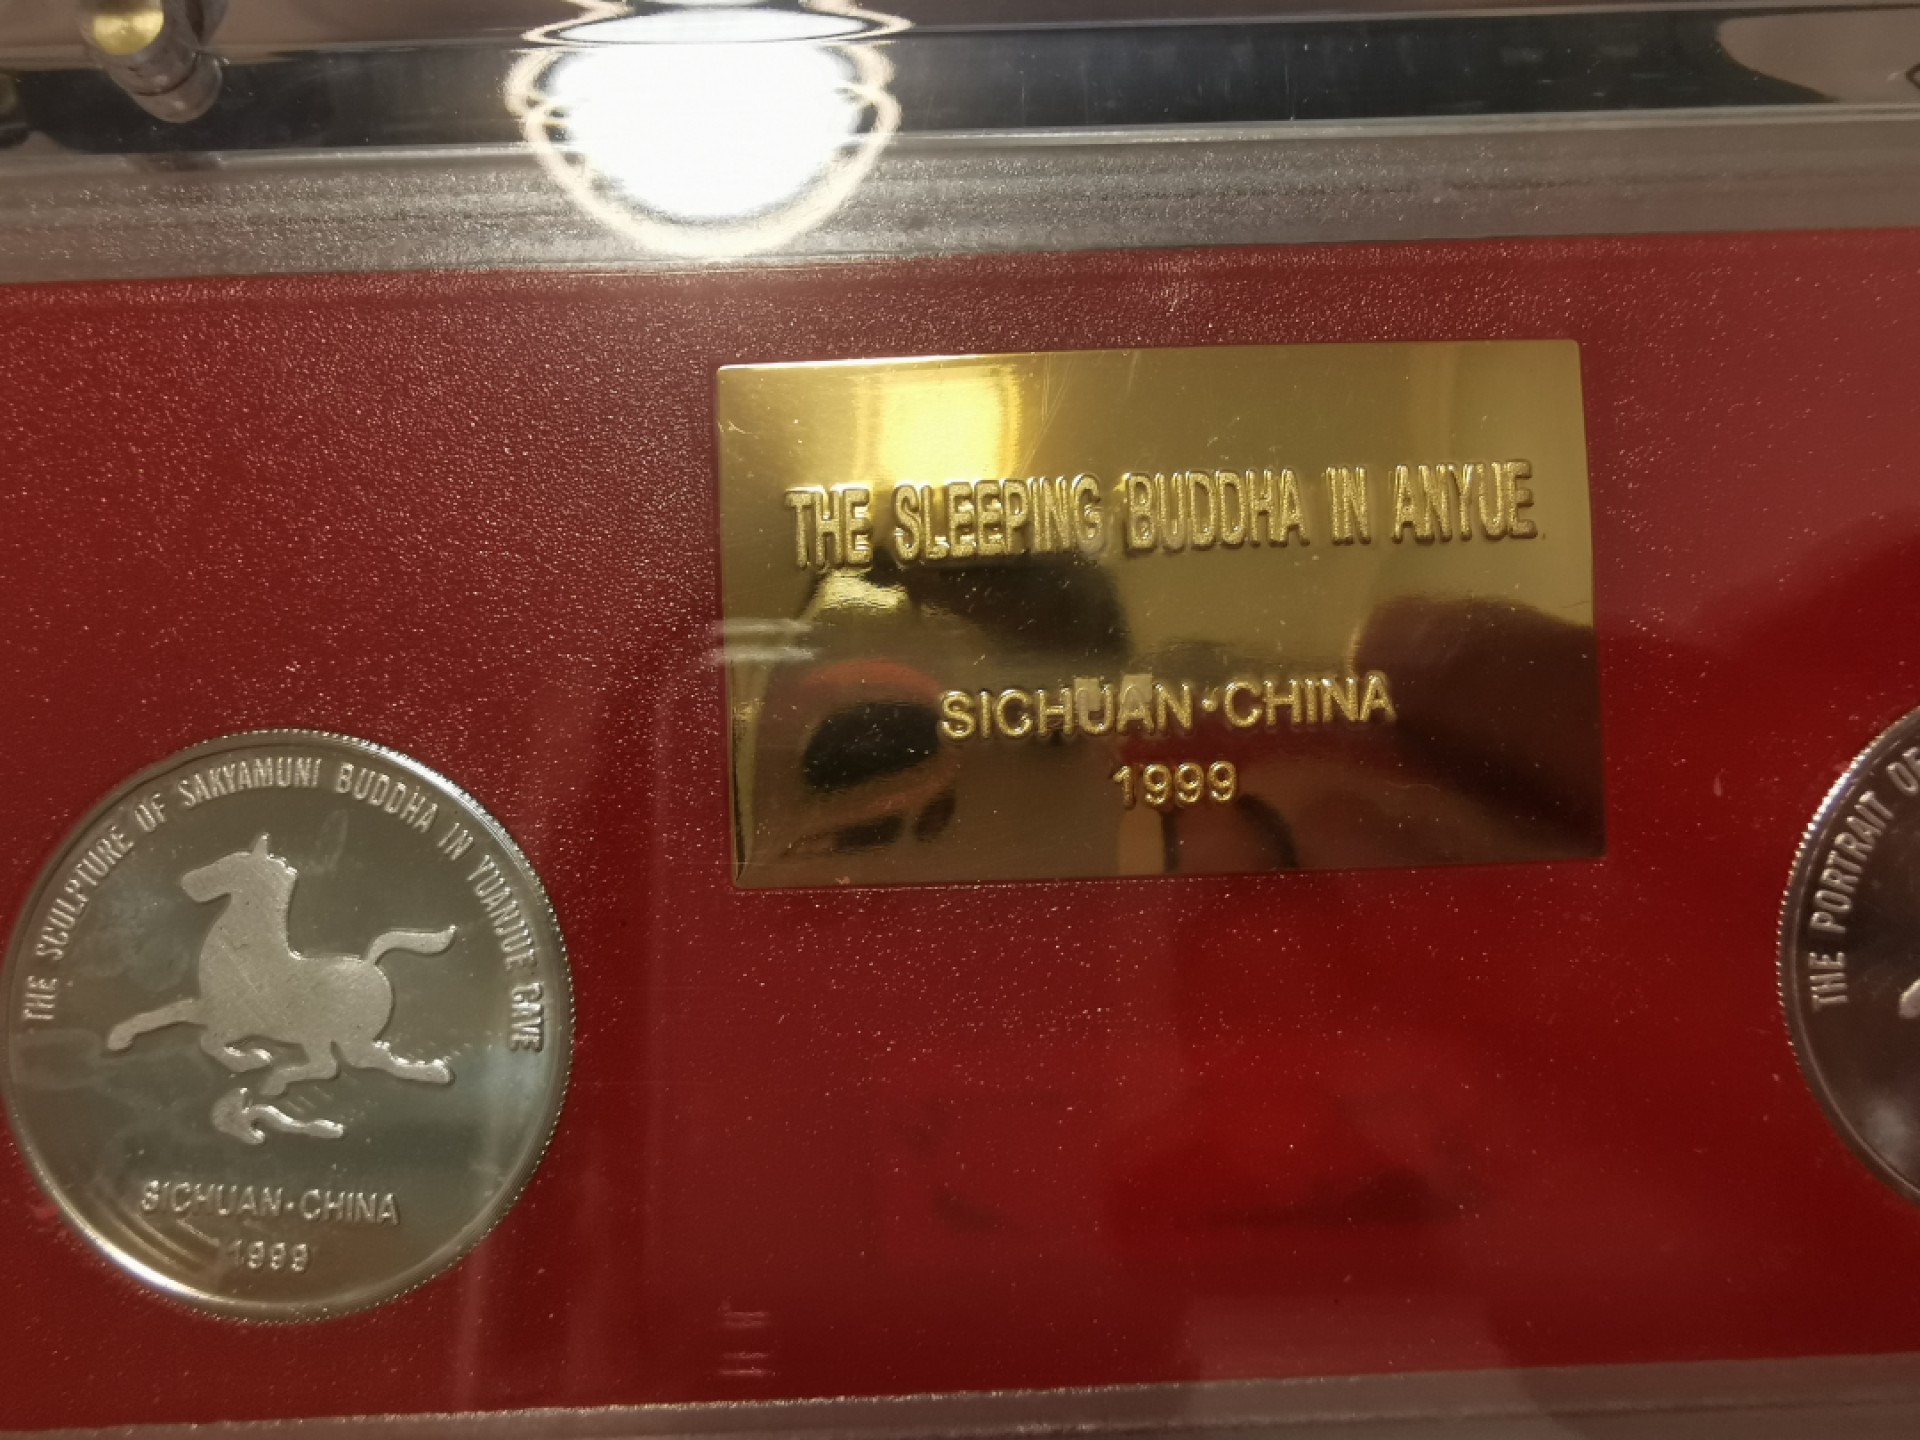 THE SLEEPING BUDDHA IN ANYUE
SICHUAN·CHINA
1999
THE SCULPTURE OF SAKYAMUNI BUDDHA IN YUANJUE CAVE
SICHUAN·CHINA
1999
THE PORTRAIT OF